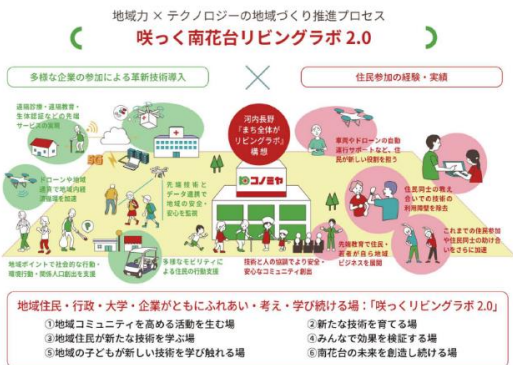 地域力 × テクノロジーの地域づくり推進プロセス
咲っく南花台リビングラボ 2.0
多様な企業の参加による革新技術導入
住民参加の経験・実績
遠隔診療・遠隔教育・
生体認証などの先端
サービスの実現
河内長野
『まち全体が
リビングラボ』
構想
車両やドローンの自動
運行サポートなど、住
民が新しい役割を担う
5G
ドローンや地域
通貨で地域内経
済循環を加速
先端技術と
データ連携で
地域の安全・
安心を監視
コノミヤ
住民同士の教え
合いでの技術の
利用障壁を除去
地域ポイントで社会的な行動・
環境行動・関係人口創出を支援
多様なモビリティに
よる住民の行動支援
技術と人の協調でより安全・
安心なコミュニティ創出
先端教育で住民・
若者が自ら地域
ビジネスを展開
これまでの住民参加
や住民同士の助け合
いをさらに加速
地域住民・行政・大学・企業がともにふれあい・考え・学び続ける場：「咲っくリビングラボ 2.0」
①地域コミュニティを高める活動を生む場
②新たな技術を育てる場
③地域住民が新たな技術を学ぶ場
④みんなで効果を検証する場
⑤地域の子どもが新しい技術を学び触れる場
⑥南花台の未来を創造し続ける場